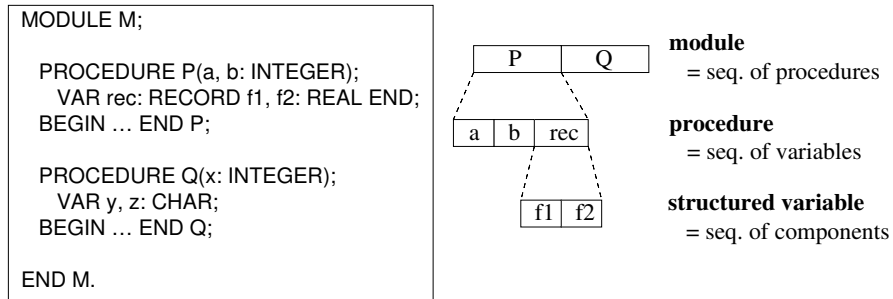 MODULE M;
PROCEDURE P(a, b: INTEGER);
VAR rec: RECORD f1, f2: REAL END;
BEGIN … END P;
PROCEDURE Q(x: INTEGER);
VAR y, z: CHAR;
BEGIN … END Q;
END M.
P Q
module
= seq. of procedures
a b rec
procedure
= seq. of variables
f1 f2
structured variable
= seq. of components